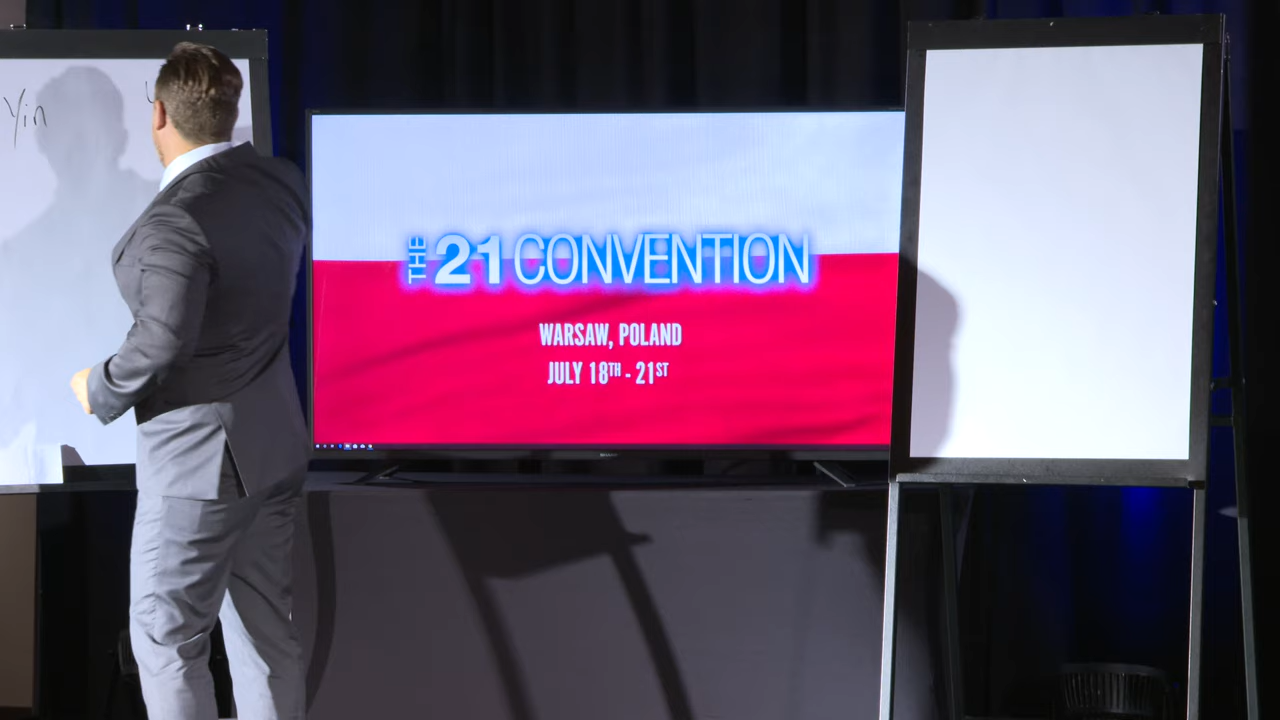 Yin
THE 21 CONVENTION
WARSAW, POLAND
JULY 18TH - 21ST